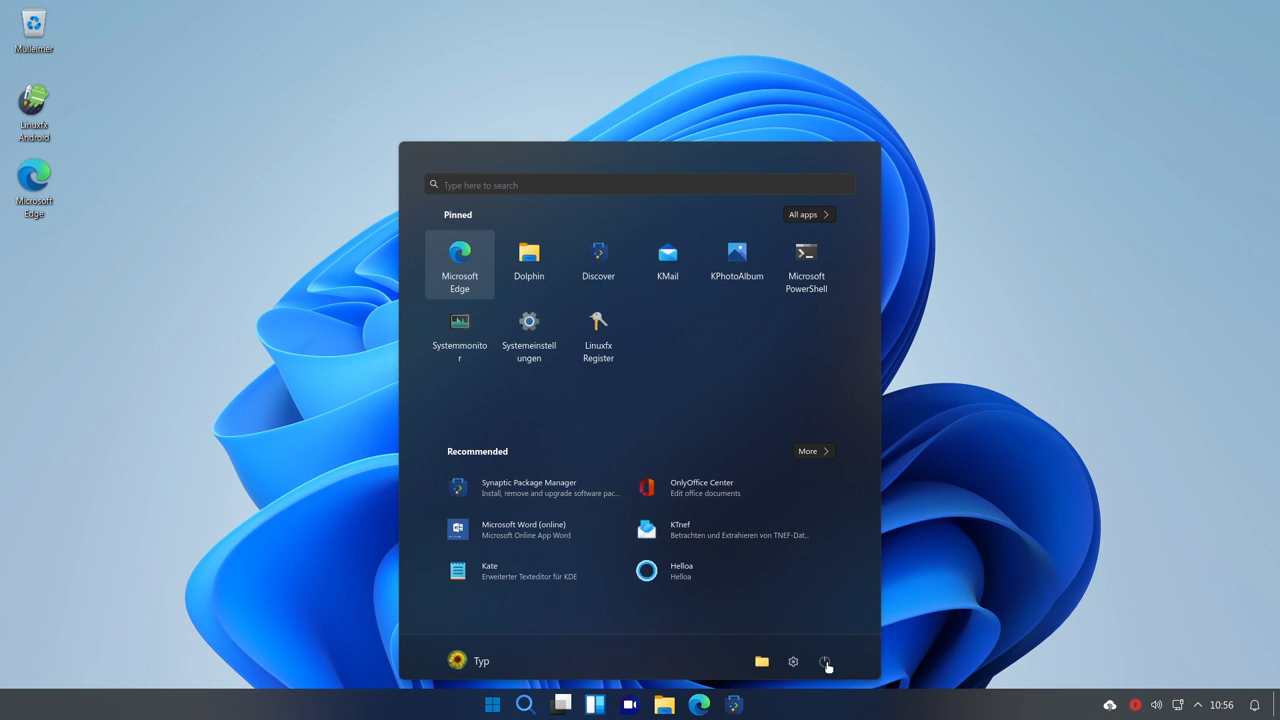 Mülleimer
Linuxfx
Android
Microsoft
Edge
Type here to search
Pinned
All apps
Microsoft
Edge
Dolphin
Discover
KMail
KPhotoAlbum
Microsoft
PowerShell
Systemmonito
r
Systemeinstell
ungen
Linuxfx
Register
Recommended
More
Synaptic Package Manager
Install, remove and upgrade software pac...
OnlyOffice Center
Edit office documents
Microsoft Word (online)
Microsoft Online App Word
KTnef
Betrachten und Extrahieren von TNEF-Dat...
Kate
Erweiterter Texteditor für KDE
Helloa
Helloa
Typ
10:56